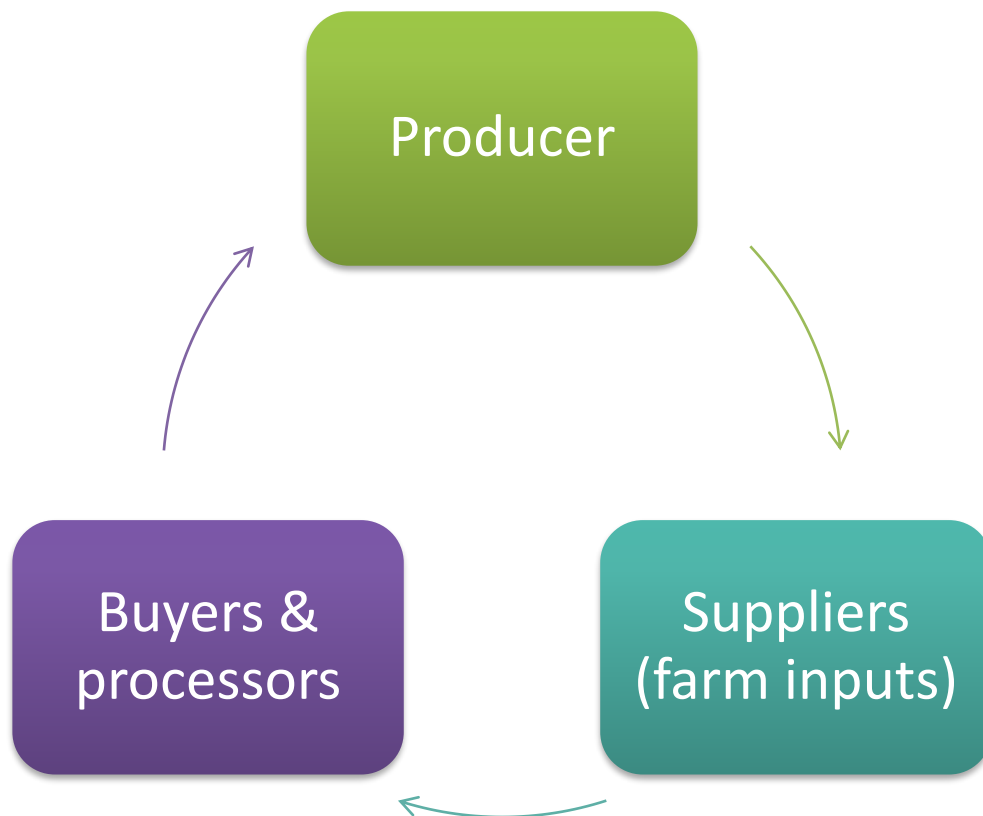 Producer
Buyers &
processors
Suppliers
(farm inputs)